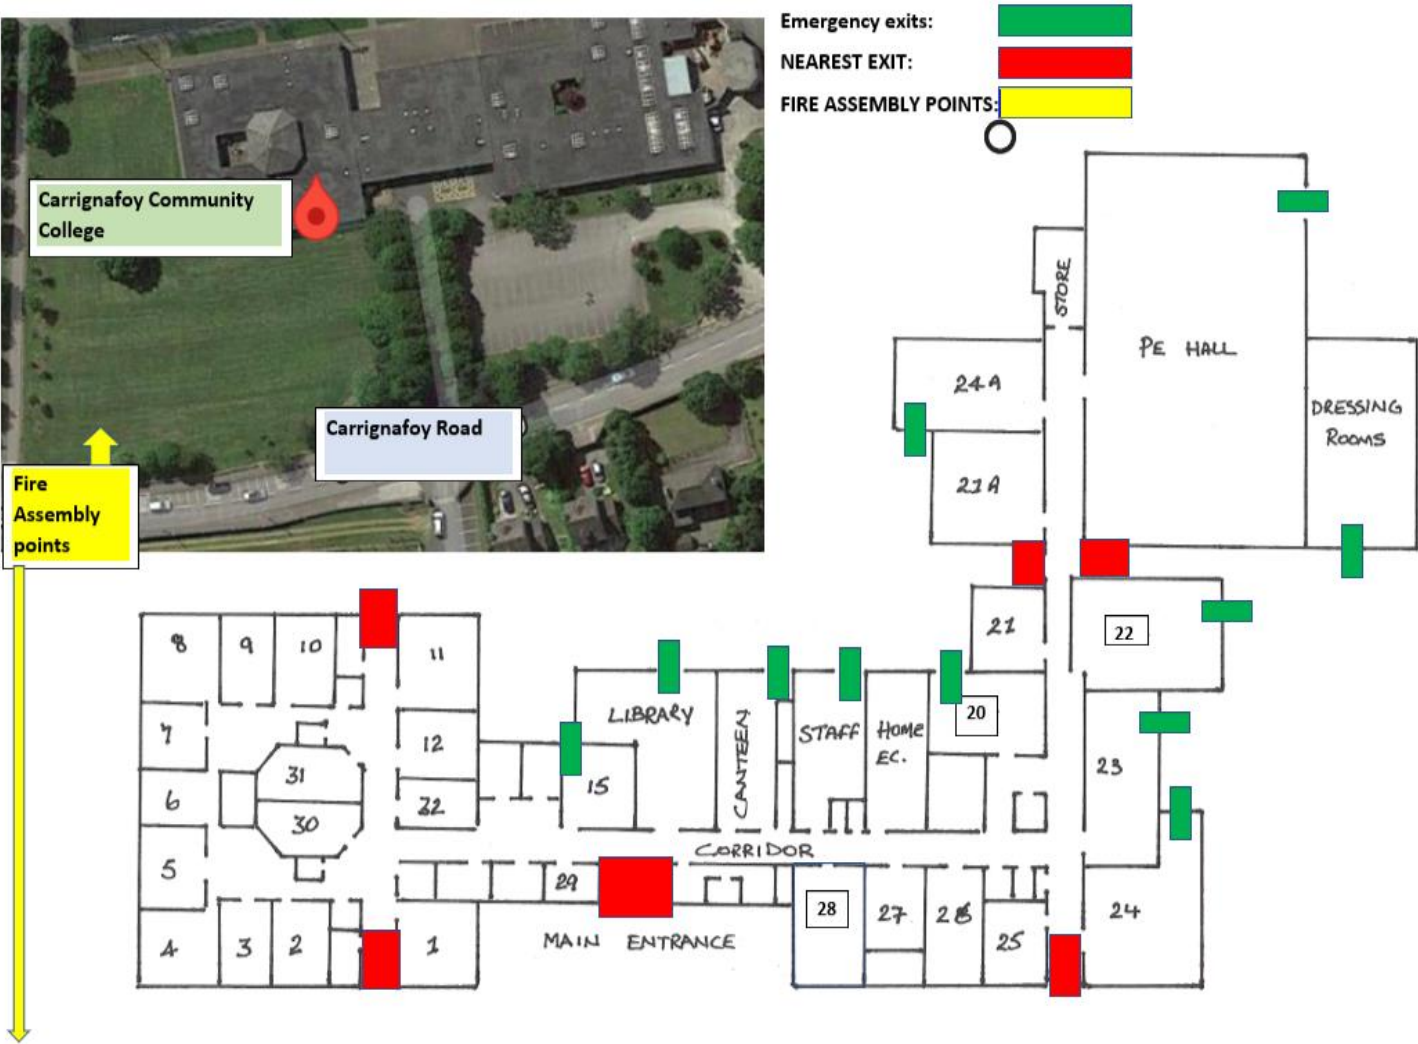 Emergency exits:
NEAREST EXIT:
FIRE ASSEMBLY POINTS:
Carrignafoy Community
College
Carrignafoy Road
Fire
Assembly
points
STORE
PE HALL
24A
21A
DRESSING
ROOMS
21
22
8
9
10
11
7
12
LIBRARY
CANTEEN
STAFF
HOME
EC.
20
23
6
31
32
15
30
CORRIDOR
5
29
28
27
25
24
4
3
2
1
MAIN ENTRANCE